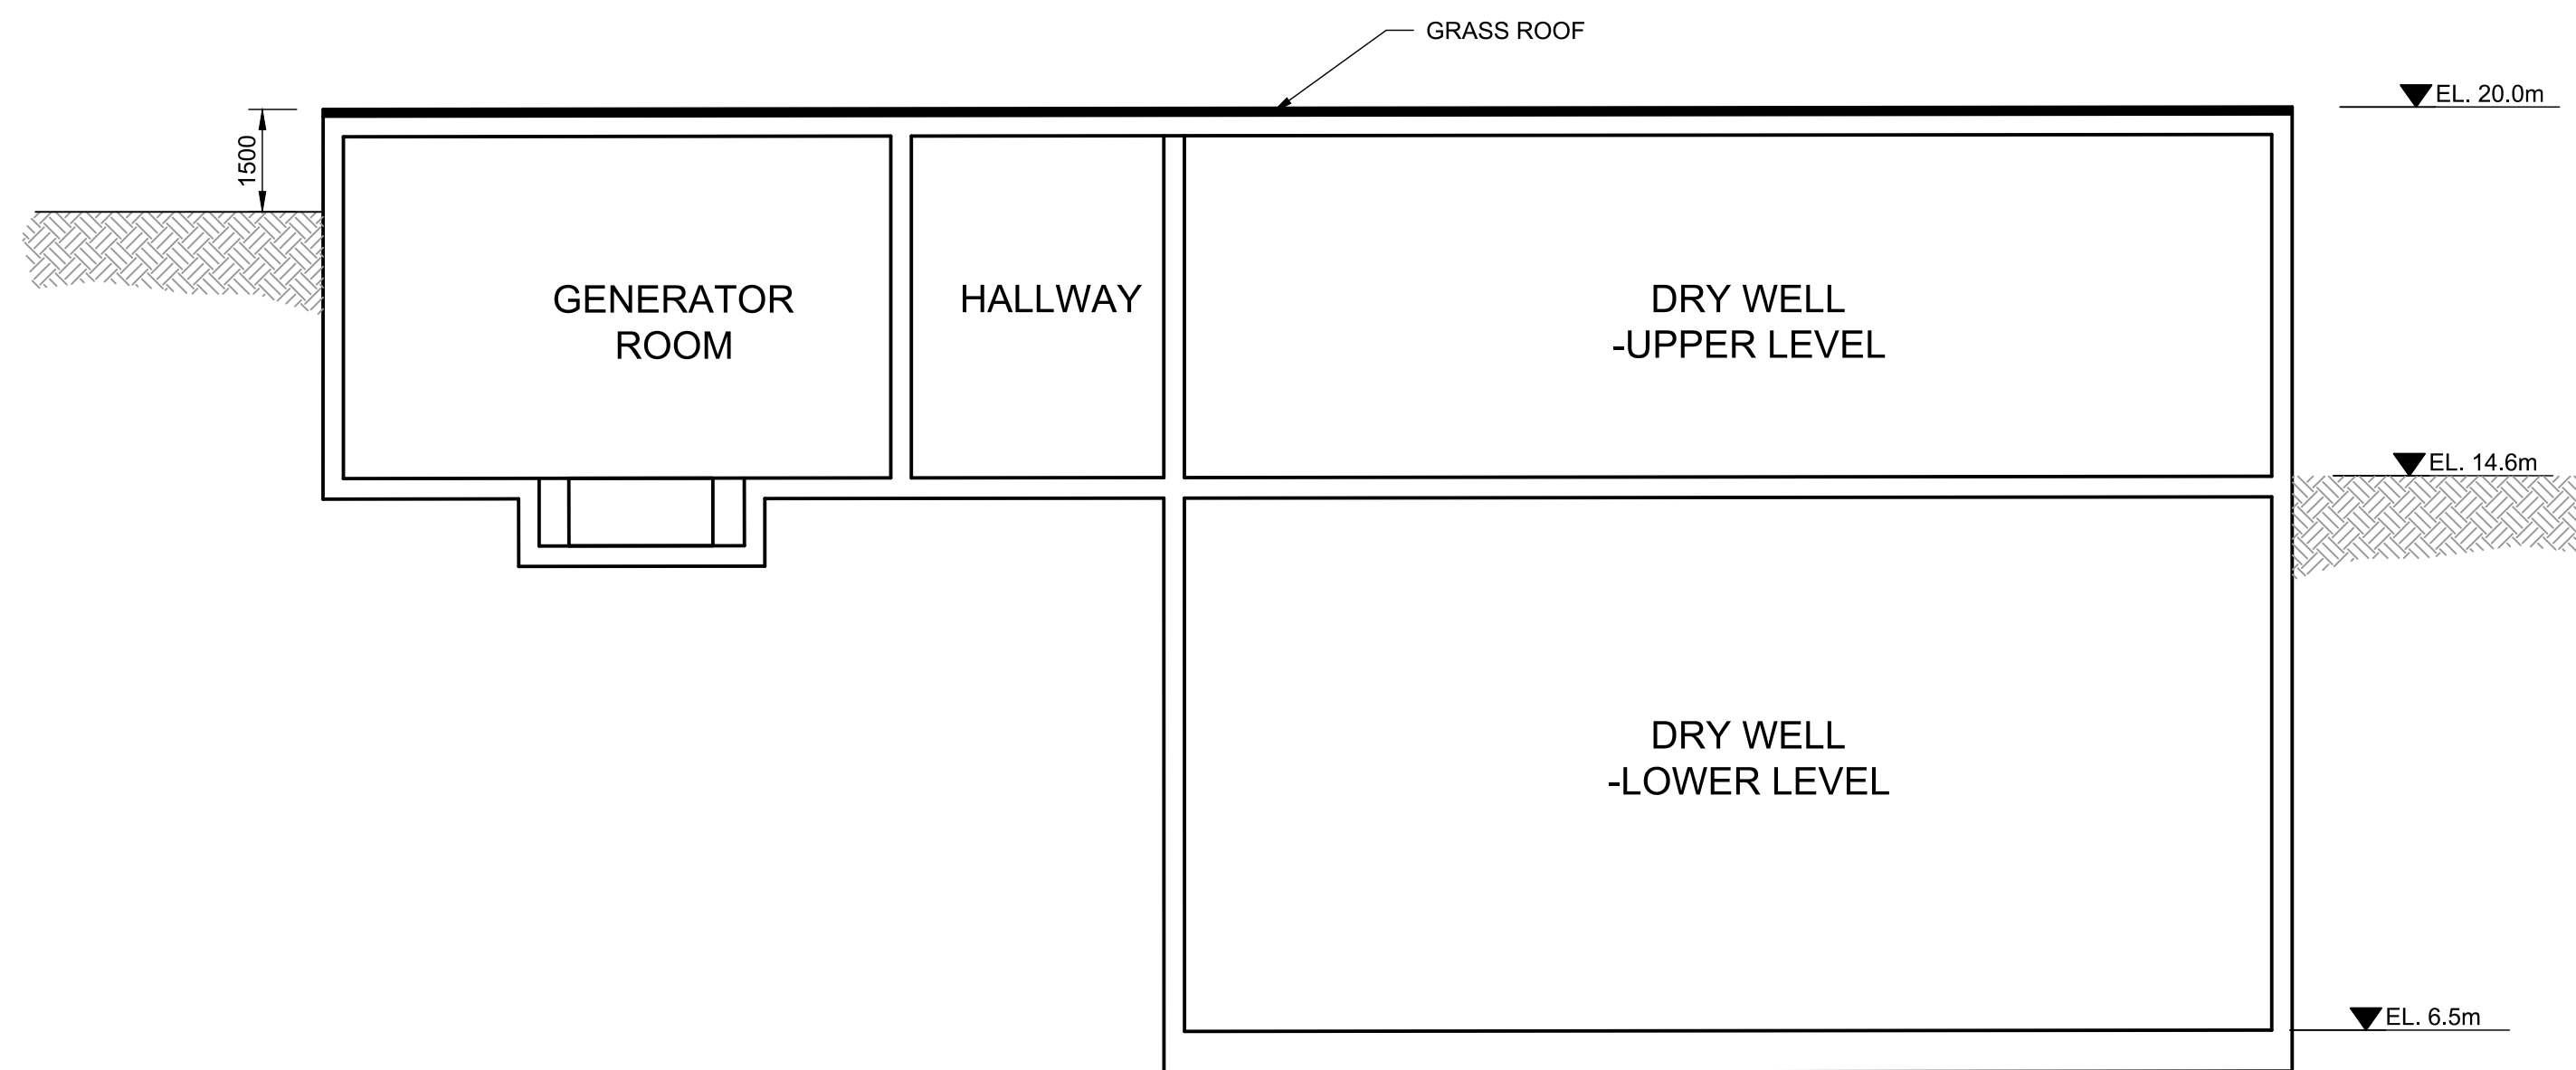 GRASS ROOF
EL. 20.0m
1500
GENERATOR
ROOM
HALLWAY
DRY WELL
-UPPER LEVEL
EL. 14.6m
DRY WELL
-LOWER LEVEL
EL. 6.5m